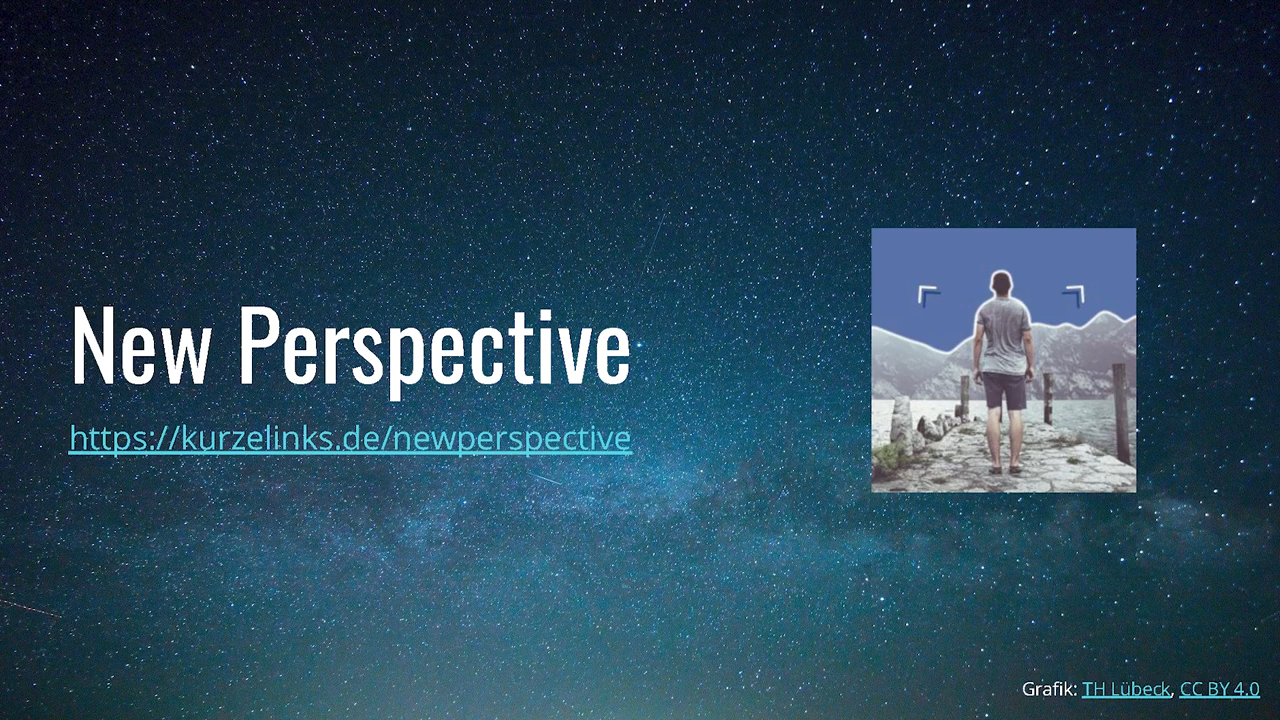 New Perspective
https://kurzelinks.de/newperspective
Grafik: TH Lübeck, CC BY 4.0